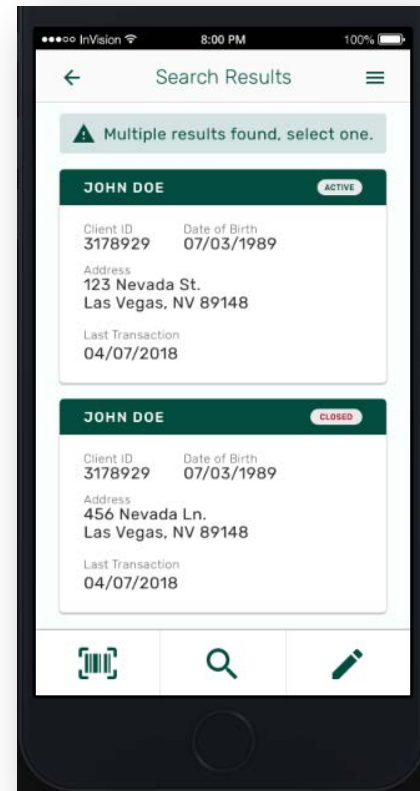 InVision 8:00 PM 100%
Search Results
Multiple results found, select one.
JOHN DOE ACTIVE
Client ID Date of Birth
3178929 07/03/1989
Address
123 Nevada St.
Las Vegas, NV 89148
Last Transaction
04/07/2018
JOHN DOE CLOSED
Client ID Date of Birth
3178929 07/03/1989
Address
456 Nevada Ln.
Las Vegas, NV 89148
Last Transaction
04/07/2018